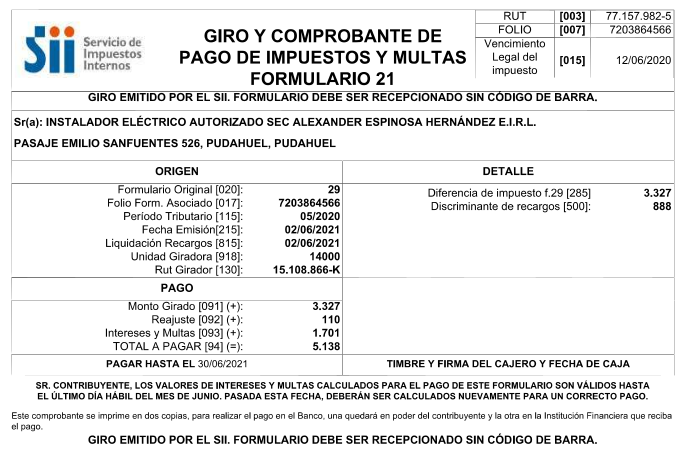 sii Servicio de
Impuestos
Internos
GIRO Y COMPROBANTE DE
PAGO DE IMPUESTOS Y MULTAS
FORMULARIO 21
RUT [003] 77.157.982-5
FOLIO [007] 7203864566
Vencimiento
Legal del
impuesto [015] 12/06/2020
GIRO EMITIDO POR EL SII. FORMULARIO DEBE SER RECEPCIONADO SIN CÓDIGO DE BARRA.
Sr(a): INSTALADOR ELÉCTRICO AUTORIZADO SEC ALEXANDER ESPINOSA HERNÁNDEZ E.I.R.L.
PASAJE EMILIO SANFUENTES 526, PUDAHUEL, PUDAHUEL
ORIGEN
Formulario Original [020]: 29
Folio Form. Asociado [017]: 7203864566
Período Tributario [115]: 05/2020
Fecha Emisión[215]: 02/06/2021
Liquidación Recargos [815]: 02/06/2021
Unidad Giradora [918]: 14000
Rut Girador [130]: 15.108.866-K
DETALLE
Diferencia de impuesto f.29 [285] 3.327
Discriminante de recargos [500]: 888
PAGO
Monto Girado [091] (+): 3.327
Reajuste [092] (+): 110
Intereses y Multas [093] (+): 1.701
TOTAL A PAGAR [94] (=): 5.138
PAGAR HASTA EL 30/06/2021
TIMBRE Y FIRMA DEL CAJERO Y FECHA DE CAJA
SR. CONTRIBUYENTE, LOS VALORES DE INTERESES Y MULTAS CALCULADOS PARA EL PAGO DE ESTE FORMULARIO SON VÁLIDOS HASTA
EL ÚLTIMO DÍA HÁBIL DEL MES DE JUNIO. PASADA ESTA FECHA, DEBERÁN SER CALCULADOS NUEVAMENTE PARA UN CORRECTO PAGO.
Este comprobante se imprime en dos copias, para realizar el pago en el Banco, una quedará en poder del contribuyente y la otra en la Institución Financiera que reciba
el pago.
GIRO EMITIDO POR EL SII. FORMULARIO DEBE SER RECEPCIONADO SIN CÓDIGO DE BARRA.